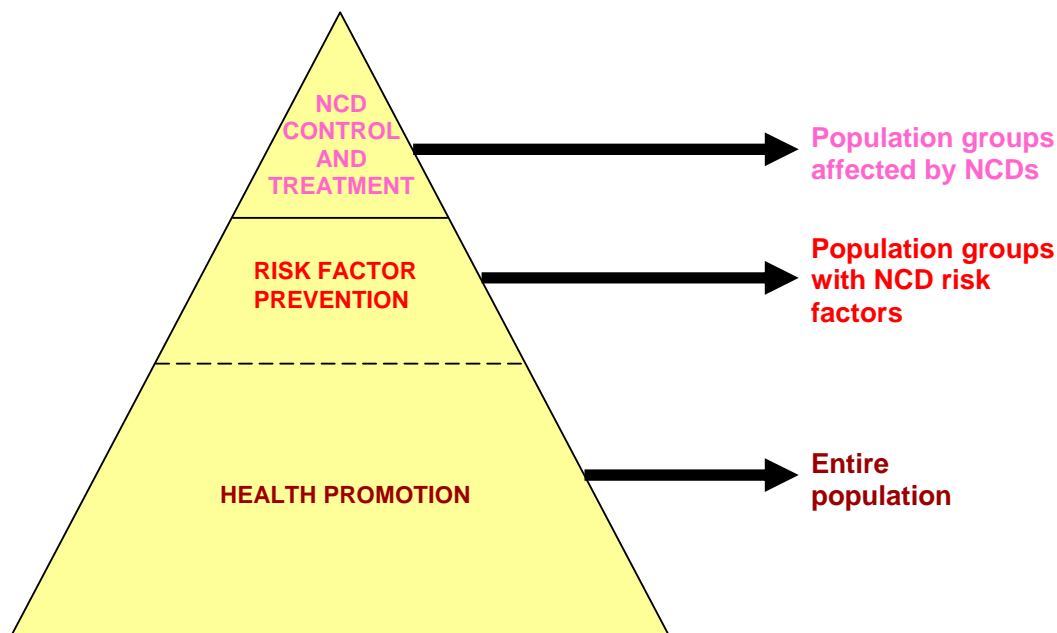 NCD
CONTROL
AND
TREATMENT
Population groups
affected by NCDs
RISK FACTOR
PREVENTION
Population groups
with NCD risk
factors
HEALTH PROMOTION
Entire
population